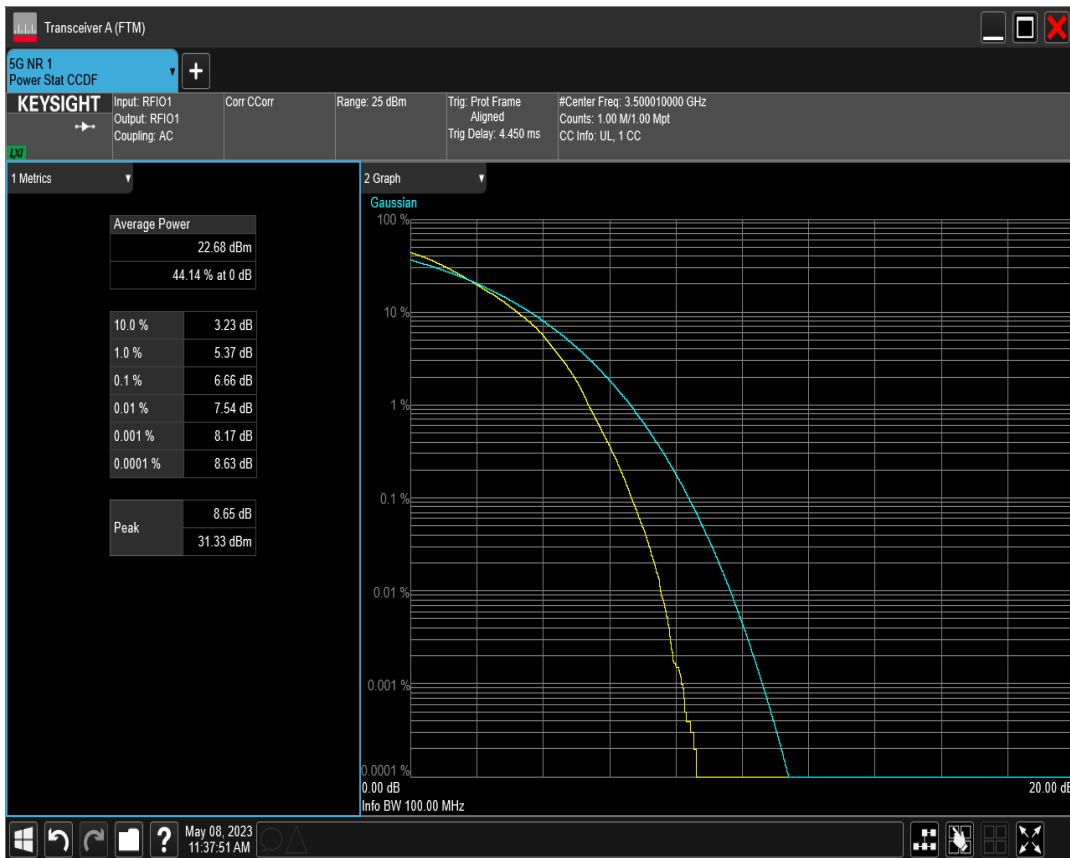 Transceiver A (FTM)
5G NR 1
Power Stat CCDF
+
KEYSIGHT
LXI
Input: RFIO1
Output: RFIO1
Coupling: AC
Corr CCorr
Range: 25 dBm
Trig: Prot Frame
Aligned
Trig Delay: 4.450 ms
#Center Freq: 3.500010000 GHz
Counts: 1.00 M/1.00 Mpt
CC Info: UL, 1 CC
1 Metrics
Average Power
22.68 dBm
44.14 % at 0 dB
10.0 % 3.23 dB
1.0 % 5.37 dB
0.1 % 6.66 dB
0.01 % 7.54 dB
0.001 % 8.17 dB
0.0001 % 8.63 dB
Peak
8.65 dB
31.33 dBm
2 Graph
Gaussian
100 %
10 %
1 %
0.1 %
0.01 %
0.001 %
0.0001 %
0.00 dB
20.00 dB
Info BW 100.00 MHz
?
May 08, 2023
11:37:51 AM